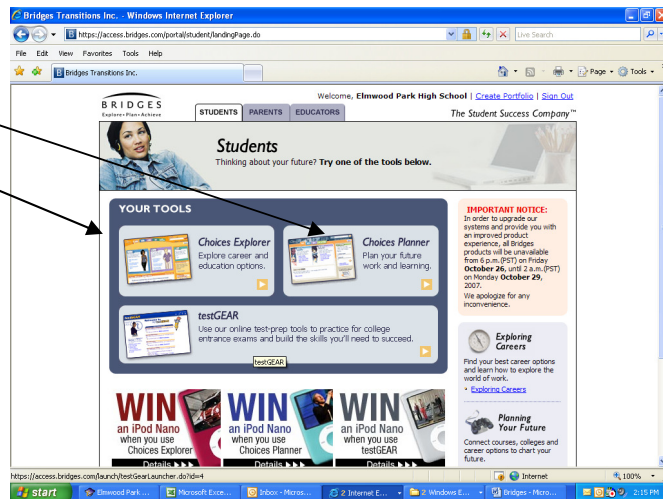 Bridges Transitions Inc. - Windows Internet Explorer
https://access.bridges.com/portal/student/landingPage.do
Live Search
File Edit View Favorites Tools Help
Bridges Transitions Inc.
Page Tools
BRIDGES
Explore • Plan • Achieve
Welcome, Elmwood Park High School | Create Portfolio | Sign Out
STUDENTS PARENTS EDUCATORS
The Student Success Company™
Students
Thinking about your future? Try one of the tools below.
YOUR TOOLS
Choices Explorer
Explore career and
education options.
Choices Planner
Plan your future
work and learning.
testGEAR
Use our online test-prep tools to practice for college
entrance exams and build the skills you'll need to succeed.
testGEAR
IMPORTANT NOTICE:
In order to upgrade our
systems and provide you with
an improved product
experience, all Bridges
products will be unavailable
from 6 p.m.(PST) on Friday
October 26, until 2 a.m.(PST)
on Monday October 29,
2007.
We apologize for any
inconvenience.
Exploring
Careers
Find your best career options
and learn how to explore the
world of work.
• Exploring Careers
Planning
Your Future
Connect courses, colleges and
career options to chart your
future.
WIN
an iPod Nano
when you use
Choices Explorer
Details
WIN
an iPod Nano
when you use
Choices Planner
Details
WIN
an iPod Nano
when you use
testGEAR
Details
https://access.bridges.com/launch/testGearLauncher.do?id=4
Internet
100%
start
Elmwood Park ...
Microsoft Exce...
Inbox - Micros...
2 Internet E...
2 Windows E...
Bridges - Micro...
2:15 PM